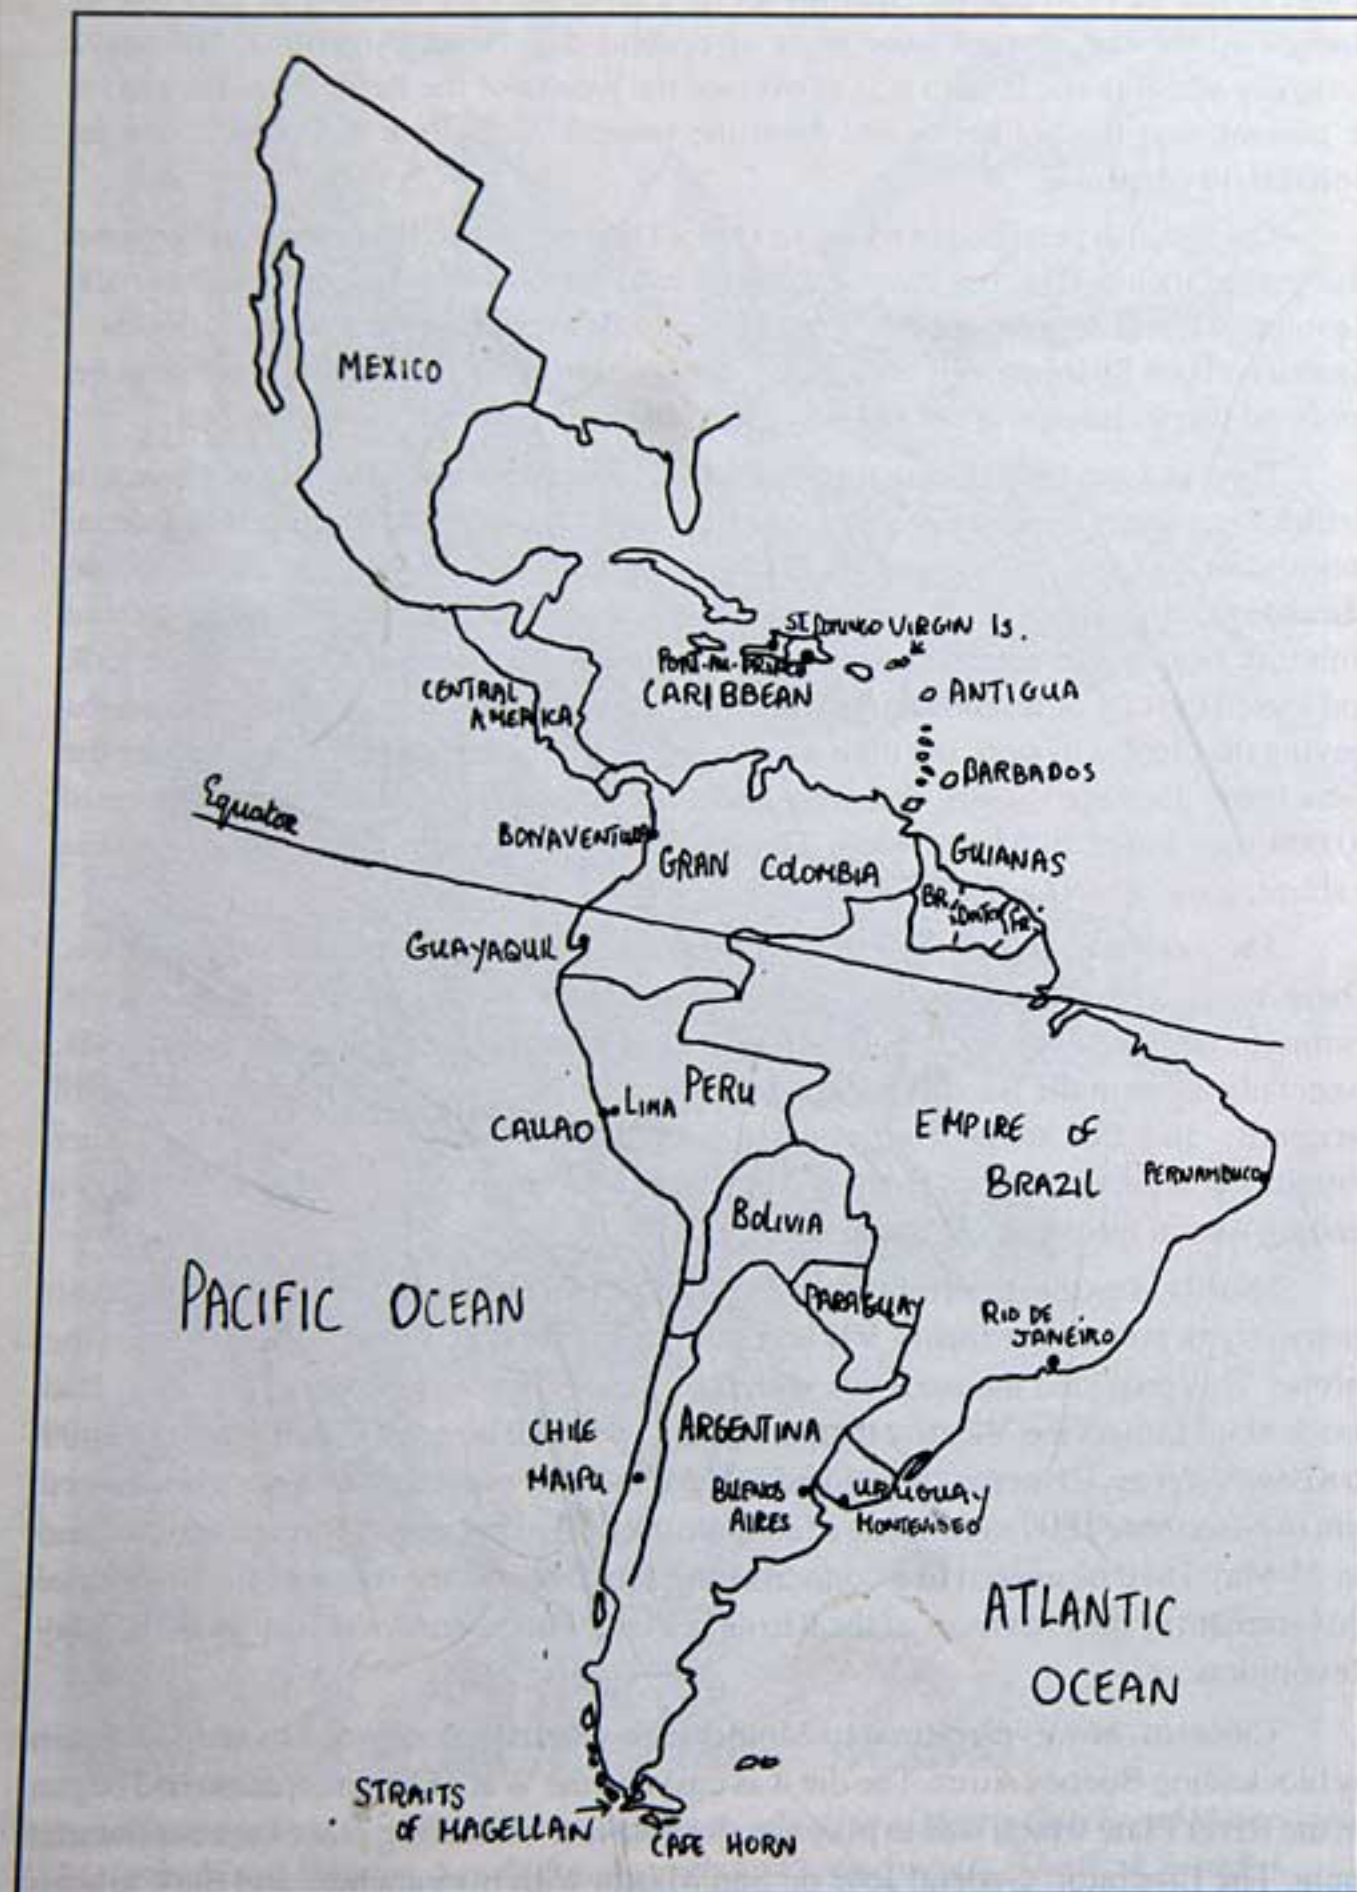 MEXICO
ST. DOMINGO VIRGIN IS.
PORT-AU-PRINCE
CARIBBEAN
CENTRAL
AMERICA
ANTIGUA
BARBADOS
Equator
BONAVENTURA
GRAN COLOMBIA
GUIANAS
BR.
DUTCH
FR.
GUAYAQUIL
PERU
LIMA
CALLAO
EMPIRE OF
BRAZIL
PERNAMBUCO
BOLIVIA
PACIFIC OCEAN
PARAGUAY
RIO DE
JANEIRO
CHILE
MAIPU
ARGENTINA
BUENOS
AIRES
URUGUAY
MONTEVIDEO
ATLANTIC
OCEAN
STRAITS
of MAGELLAN
CAPE HORN